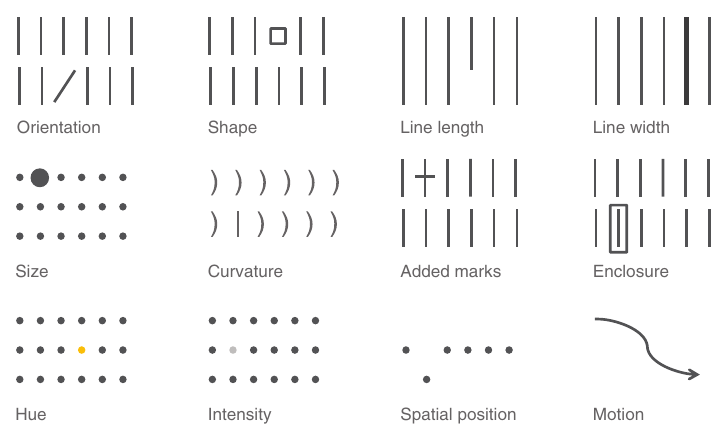 Orientation
Shape
Line length
Line width
Size
Curvature
Added marks
Enclosure
Hue
Intensity
Spatial position
Motion